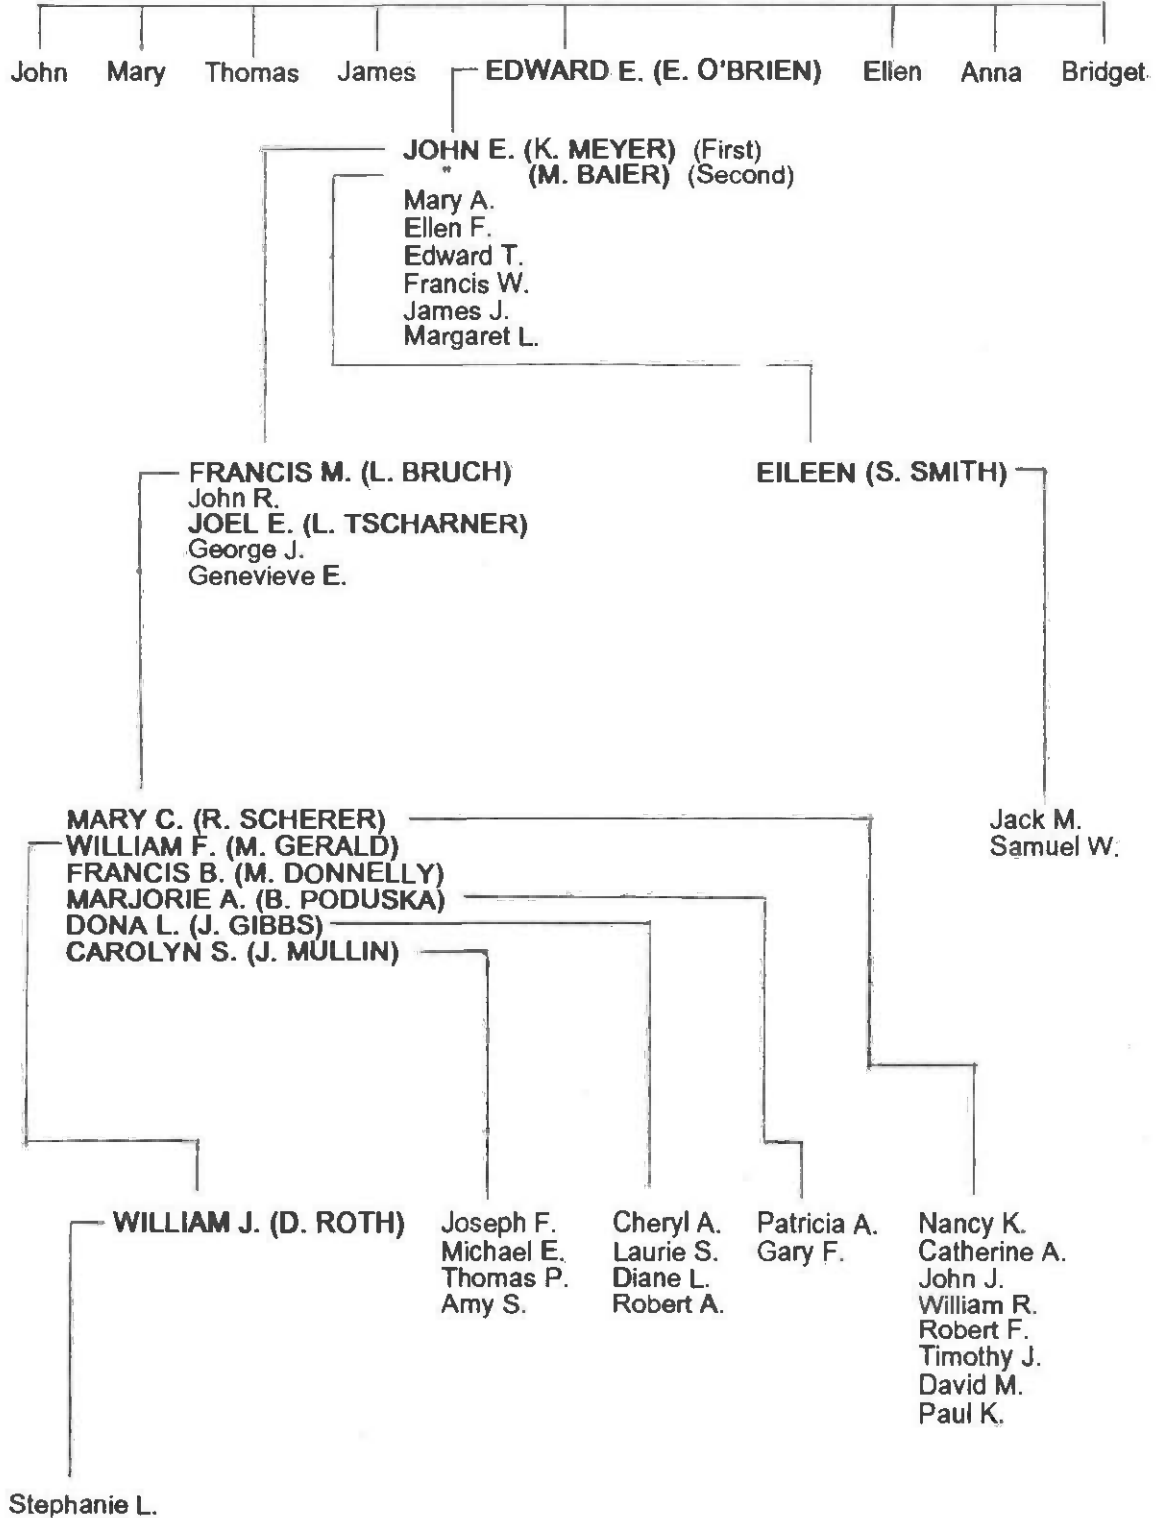 John Mary Thomas James EDWARD E. (E. O'BRIEN) Ellen Anna Bridget
JOHN E. (K. MEYER) (First)
" (M. BAIER) (Second)
Mary A.
Ellen F.
Edward T.
Francis W.
James J.
Margaret L.
FRANCIS M. (L. BRUCH)
John R.
JOEL E. (L. TSCHARNER)
George J.
Genevieve E.
EILEEN (S. SMITH)
MARY C. (R. SCHERER)
WILLIAM F. (M. GERALD)
FRANCIS B. (M. DONNELLY)
MARJORIE A. (B. PODUSKA)
DONA L. (J. GIBBS)
CAROLYN S. (J. MULLIN)
Jack M.
Samuel W.
WILLIAM J. (D. ROTH)
Joseph F.
Michael E.
Thomas P.
Amy S.
Cheryl A.
Laurie S.
Diane L.
Robert A.
Patricia A.
Gary F.
Nancy K.
Catherine A.
John J.
William R.
Robert F.
Timothy J.
David M.
Paul K.
Stephanie L.